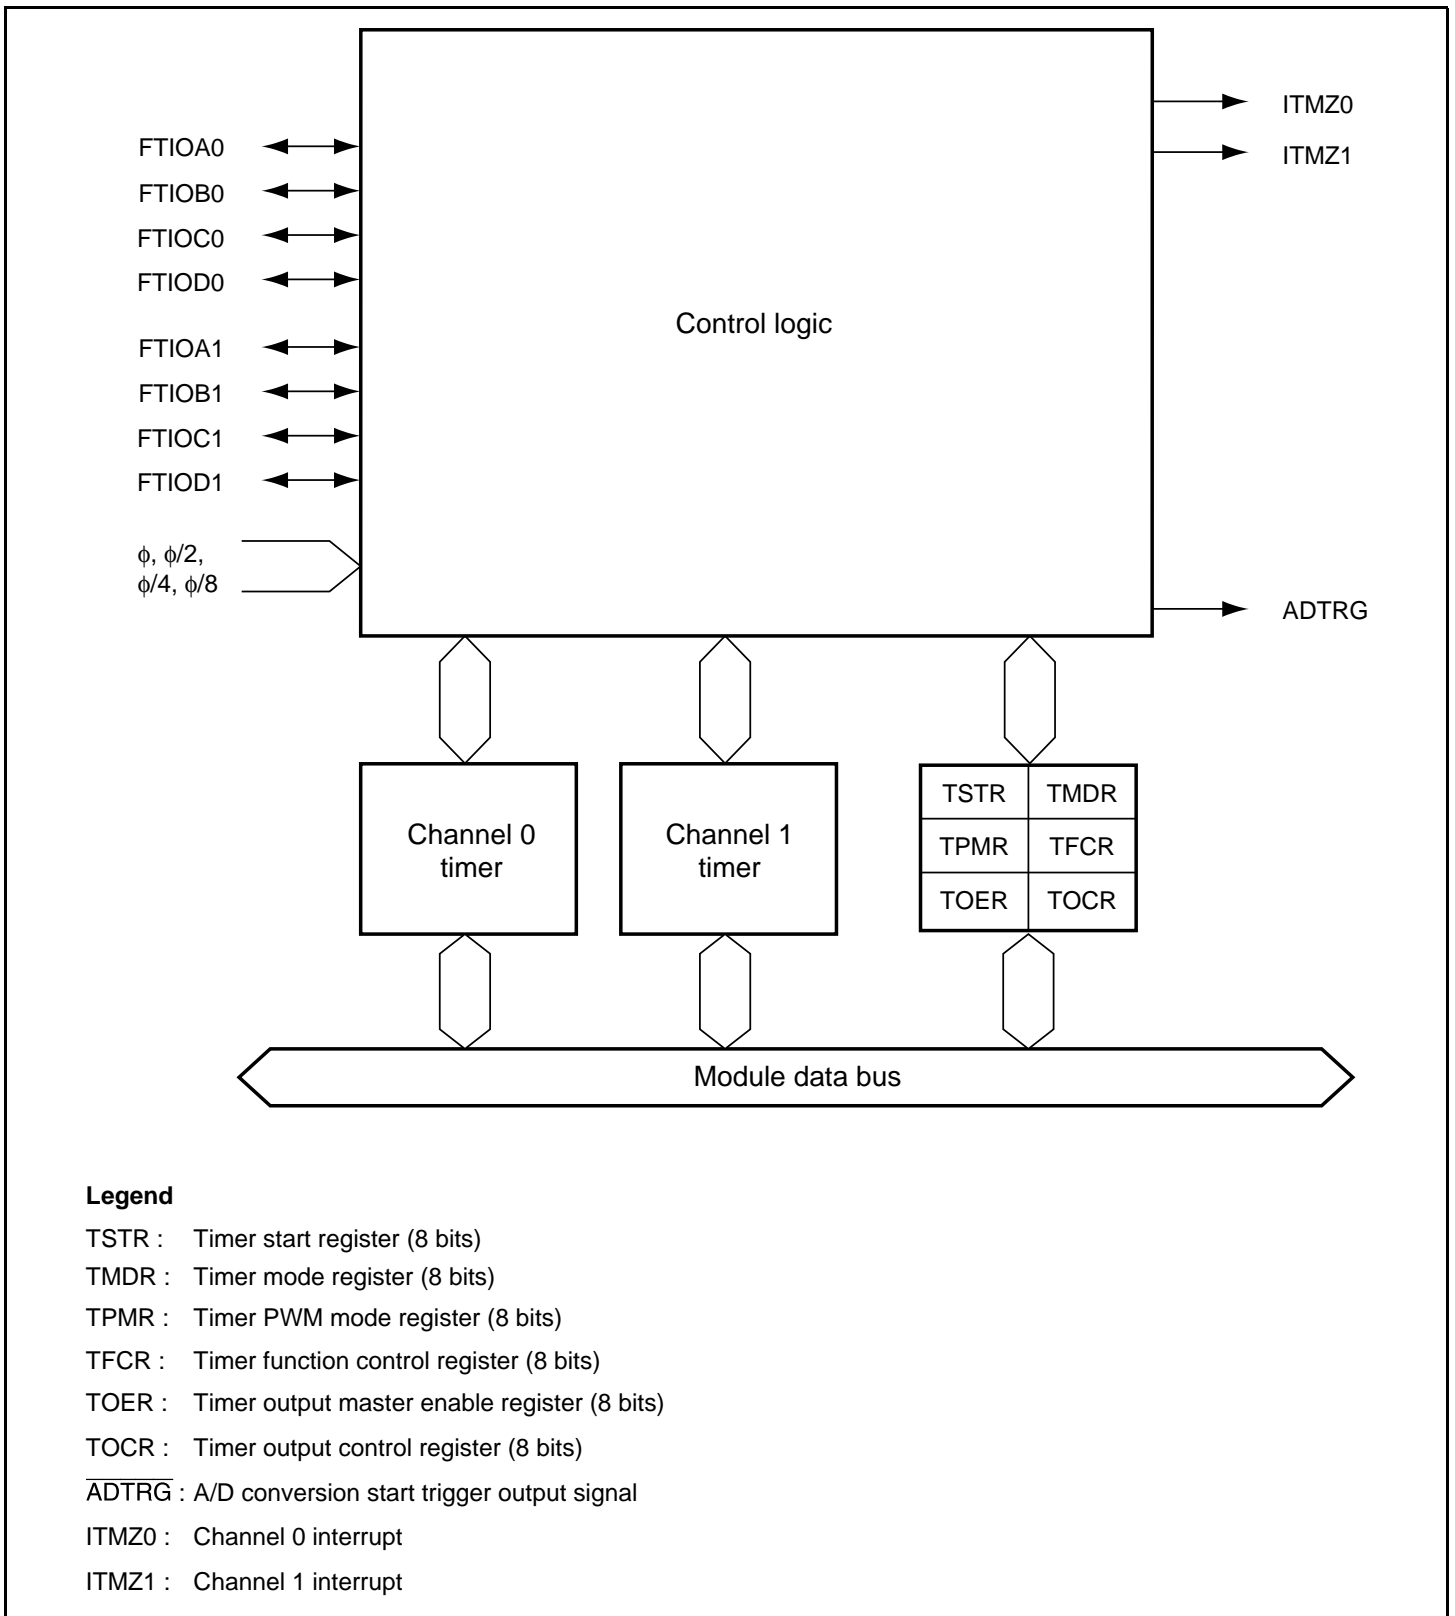 ITMZ0
ITMZ1
FTIOA0
FTIOB0
FTIOC0
FTIOD0
FTIOA1
FTIOB1
FTIOC1
FTIOD1
Control logic
ϕ, ϕ/2,
ϕ/4, ϕ/8
ADTRG
Channel 0
timer
Channel 1
timer
TSTR TMDR
TPMR TFCR
TOER TOCR
Module data bus
Legend
TSTR : Timer start register (8 bits)
TMDR : Timer mode register (8 bits)
TPMR : Timer PWM mode register (8 bits)
TFCR : Timer function control register (8 bits)
TOER : Timer output master enable register (8 bits)
TOCR : Timer output control register (8 bits)
A̅D̅T̅R̅G̅ : A/D conversion start trigger output signal
ITMZ0 : Channel 0 interrupt
ITMZ1 : Channel 1 interrupt